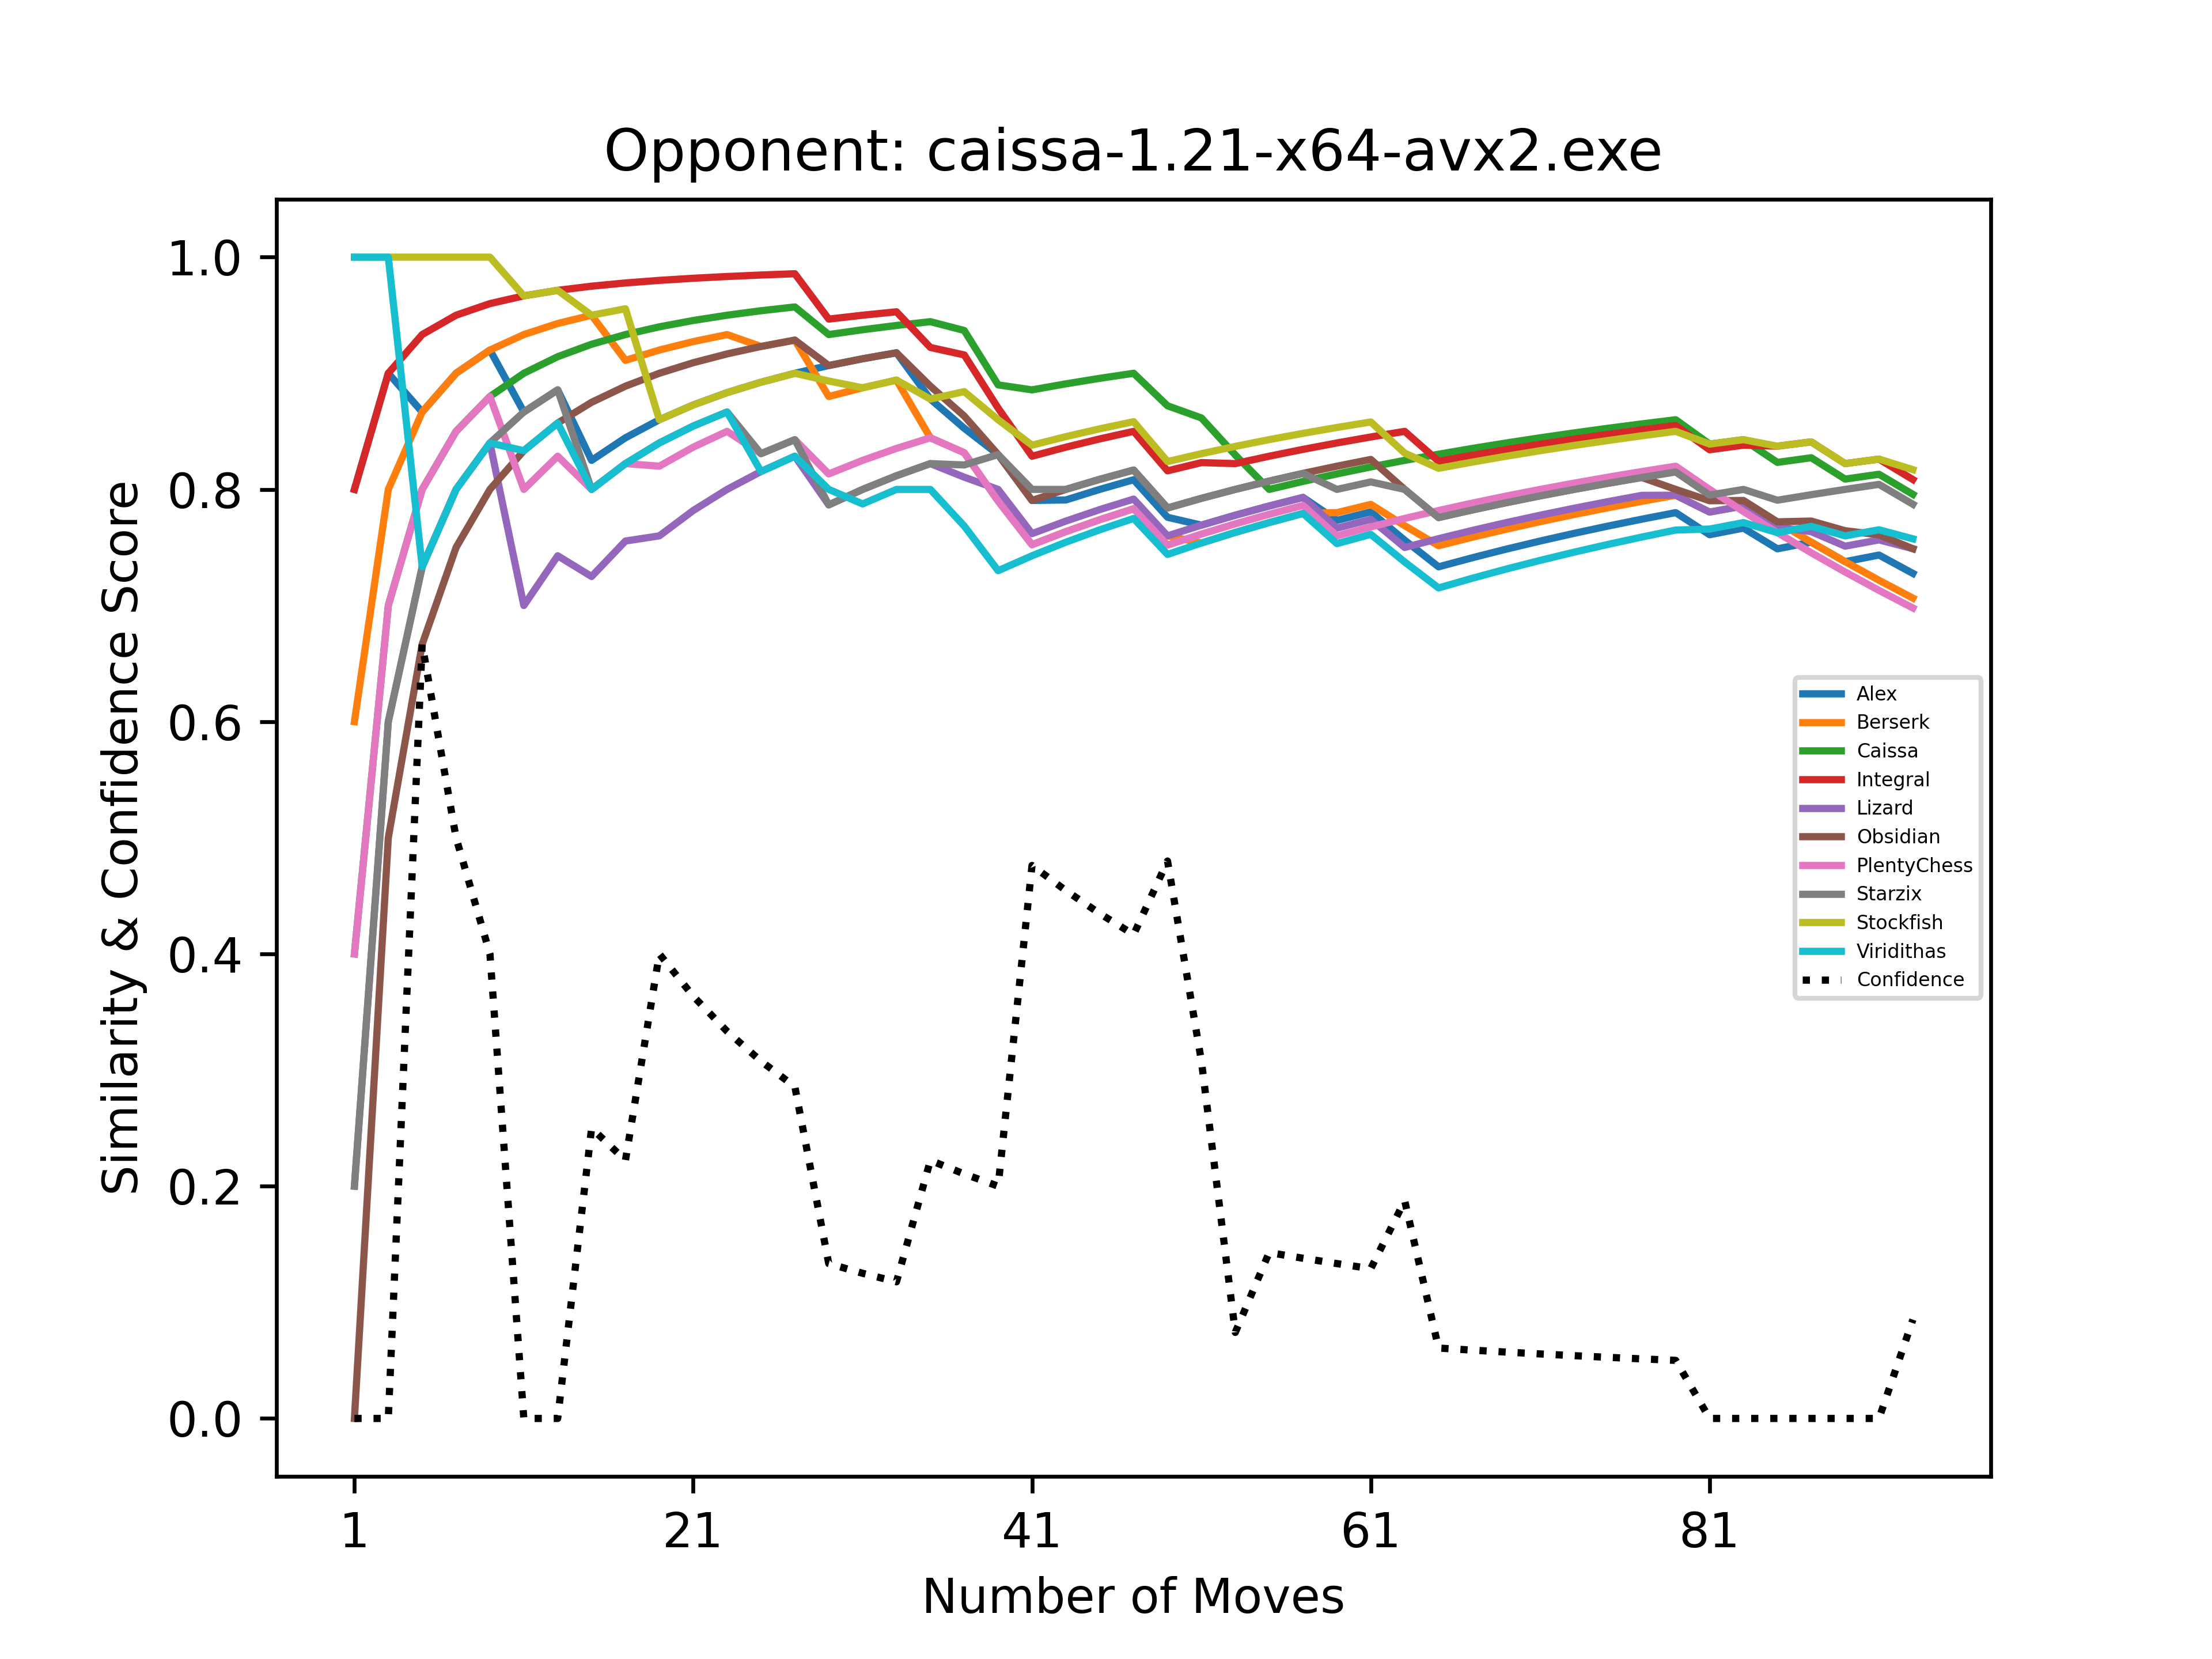 Opponent: caissa-1.21-x64-avx2.exe
Similarity & Confidence Score
1.0
0.8
0.6
0.4
0.2
0.0
Alex
Berserk
Caissa
Integral
Lizard
Obsidian
PlentyChess
Starzix
Stockfish
Viridithas
Confidence
1 21 41 61 81
Number of Moves